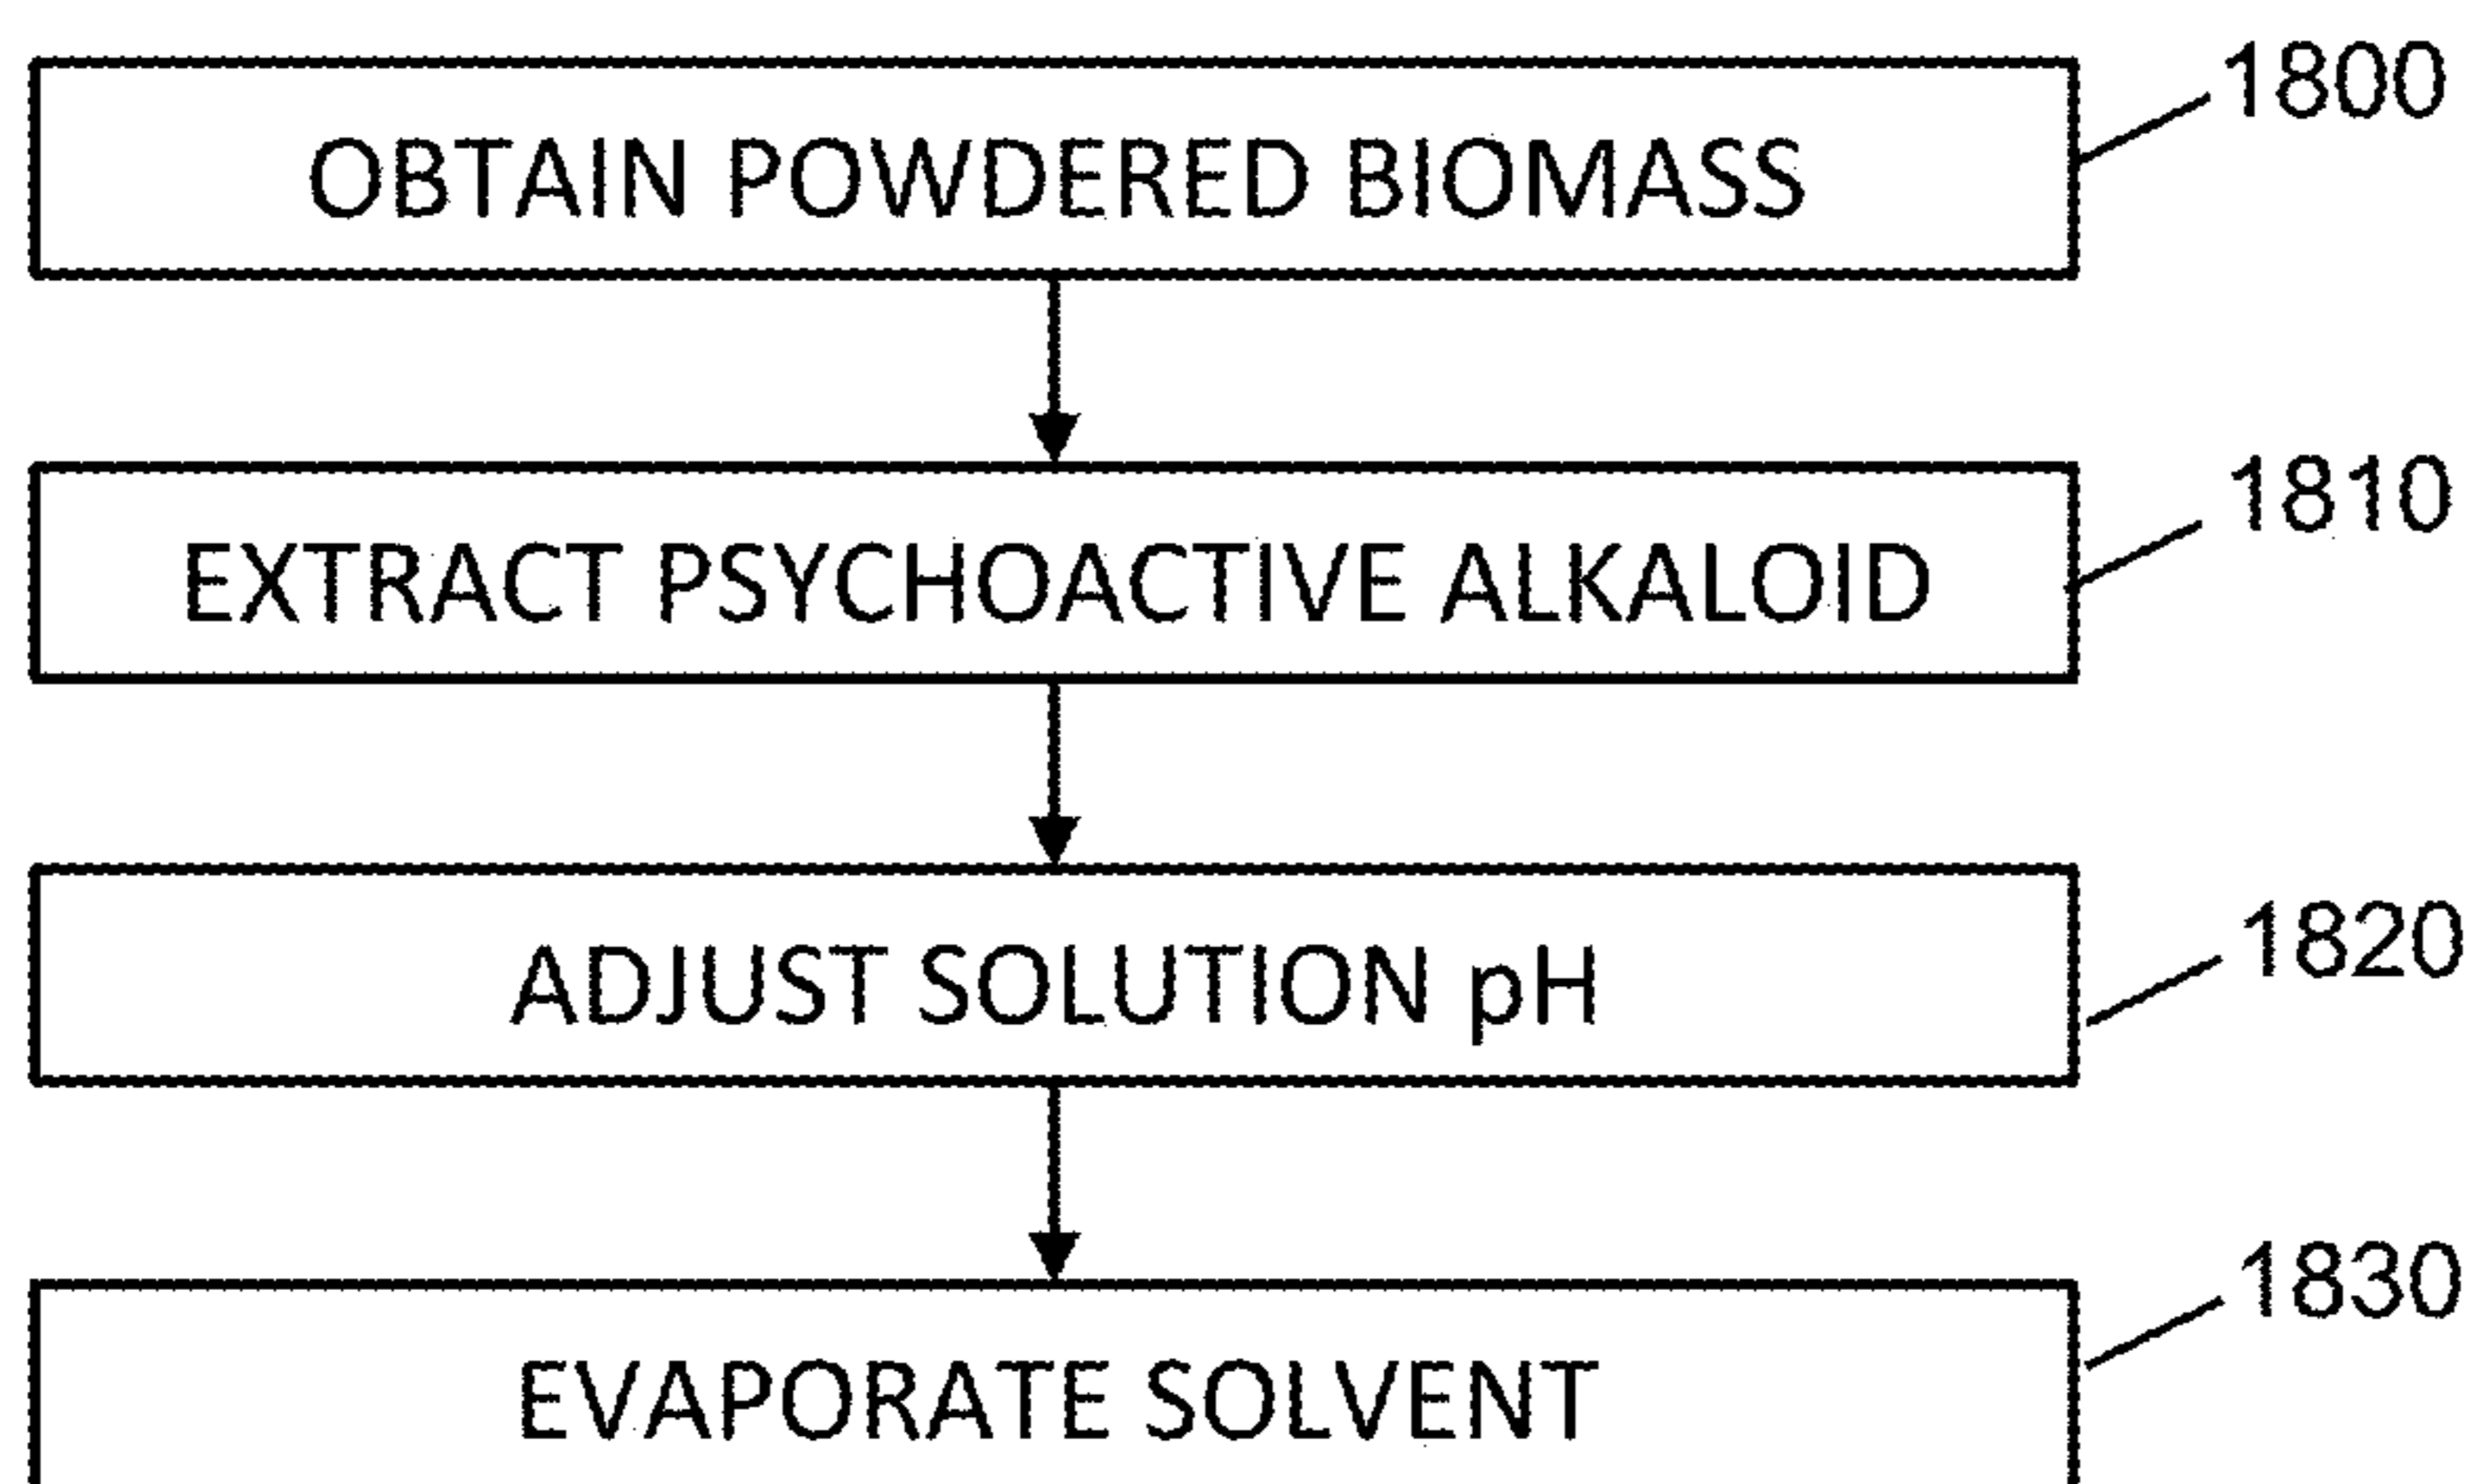 1800
OBTAIN POWDERED BIOMASS
1810
EXTRACT PSYCHOACTIVE ALKALOID
1820
ADJUST SOLUTION pH
1830
EVAPORATE SOLVENT